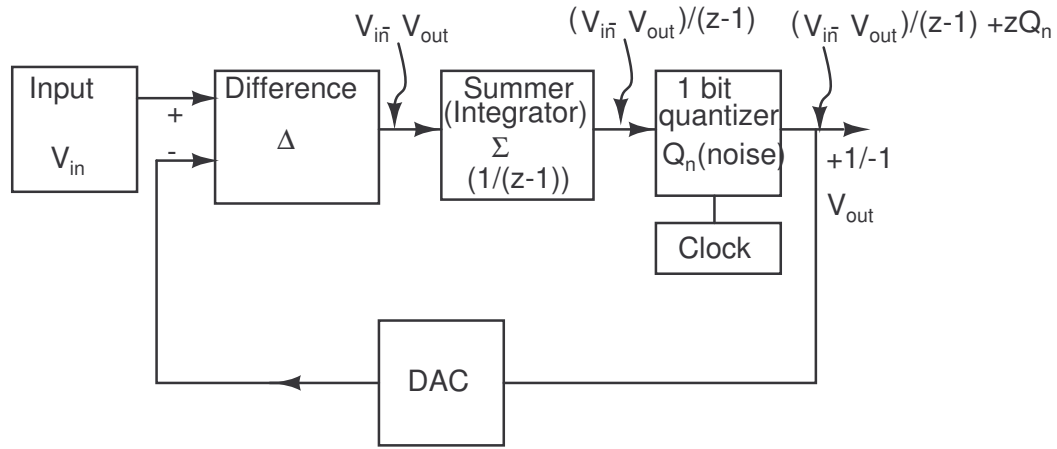 V_in - V_out
(V_in - V_out)/(z-1)
(V_in - V_out)/(z-1) +zQ_n
Input
V_in
+
-
Difference
Δ
Summer
(Integrator)
Σ
(1/(z-1))
1 bit
quantizer
Q_n(noise)
+1/-1
V_out
Clock
DAC